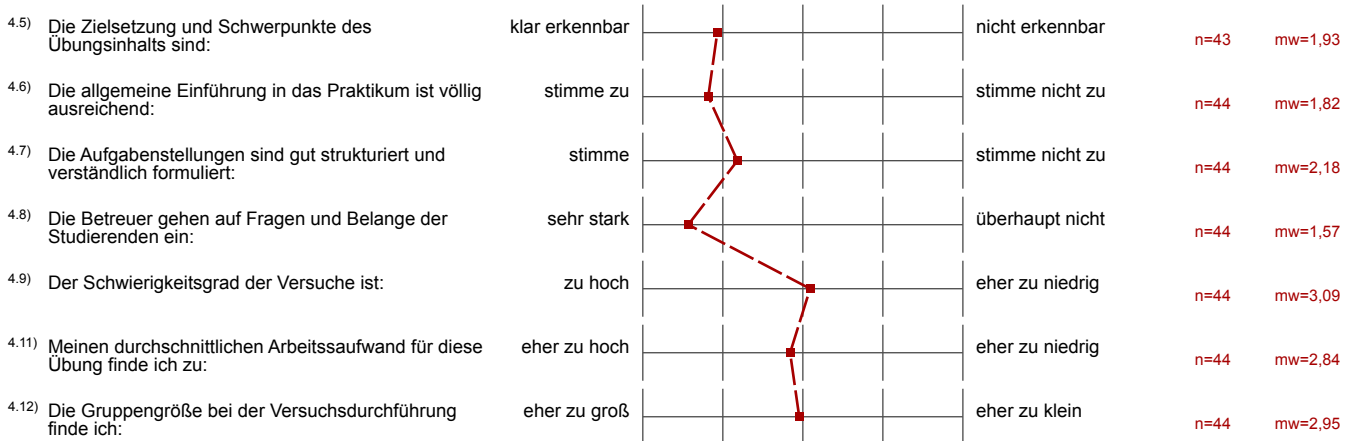 4.5) Die Zielsetzung und Schwerpunkte des Übungsinhalts sind: klar erkennbar nicht erkennbar n=43 mw=1,93
4.6) Die allgemeine Einführung in das Praktikum ist völlig ausreichend: stimme zu stimme nicht zu n=44 mw=1,82
4.7) Die Aufgabenstellungen sind gut strukturiert und verständlich formuliert: stimme stimme nicht zu n=44 mw=2,18
4.8) Die Betreuer gehen auf Fragen und Belange der Studierenden ein: sehr stark überhaupt nicht n=44 mw=1,57
4.9) Der Schwierigkeitsgrad der Versuche ist: zu hoch eher zu niedrig n=44 mw=3,09
4.11) Meinen durchschnittlichen Arbeitssaufwand für diese Übung finde ich zu: eher zu hoch eher zu niedrig n=44 mw=2,84
4.12) Die Gruppengröße bei der Versuchsdurchführung finde ich: eher zu groß eher zu klein n=44 mw=2,95